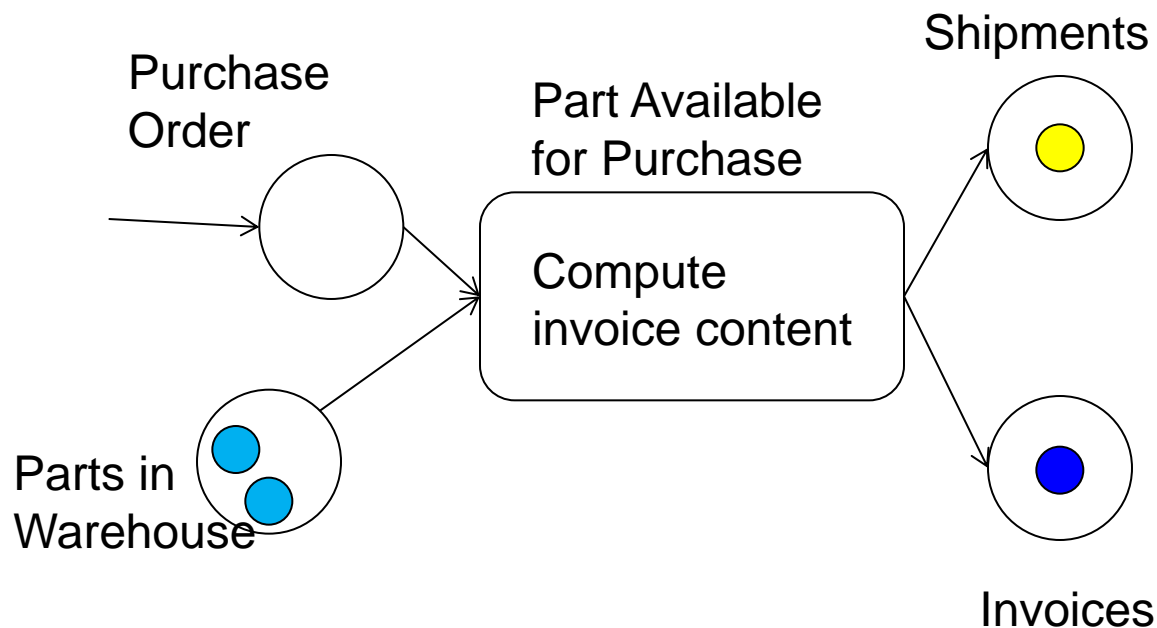 Purchase
Order
Part Available
for Purchase
Compute
invoice content
Shipments
Parts in
Warehouse
Invoices